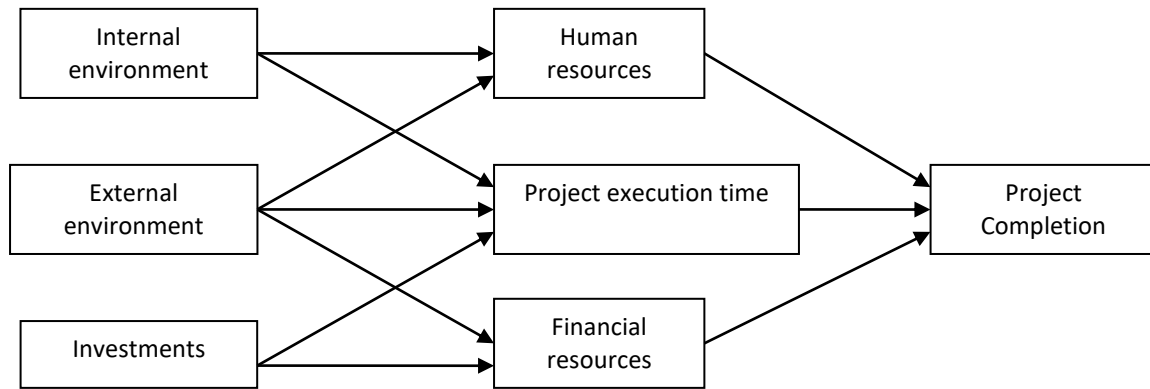 Internal
environment
Human
resources
External
environment
Project execution time
Project
Completion
Investments
Financial
resources